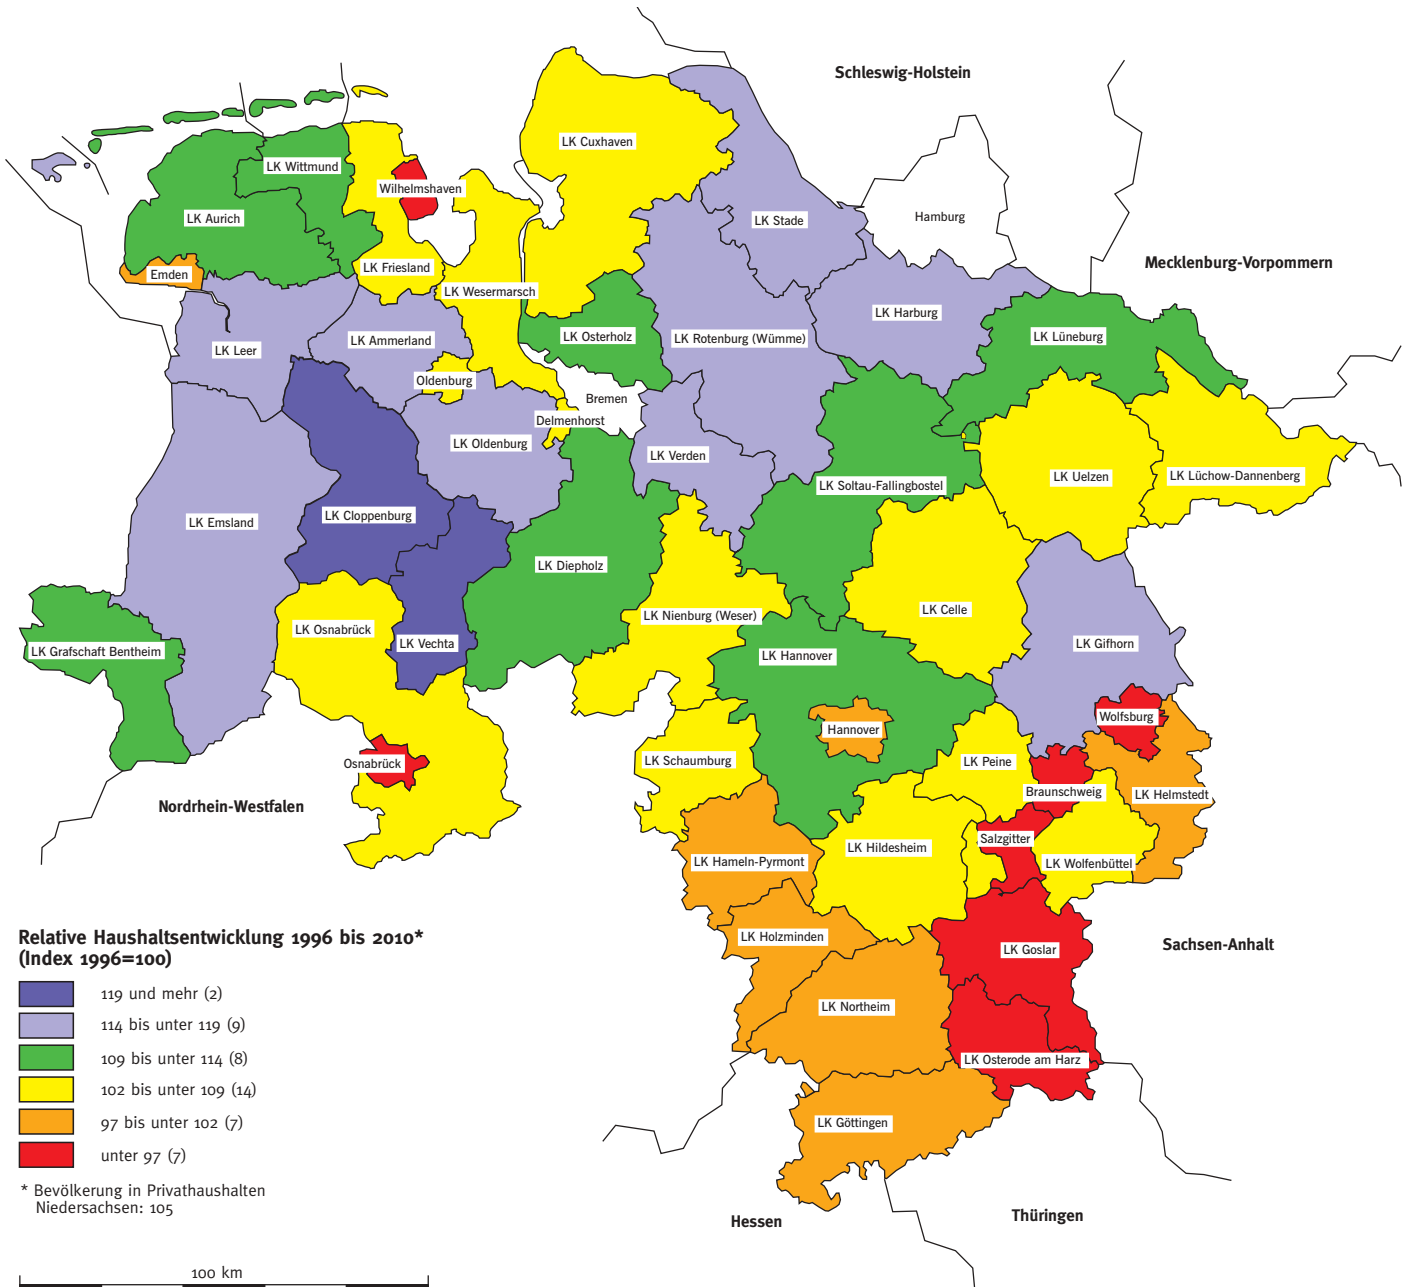 Schleswig-Holstein
LK Cuxhaven
LK Wittmund
Wilhelmshaven
LK Aurich
LK Stade
Hamburg
Mecklenburg-Vorpommern
Emden
LK Friesland
LK Wesermarsch
LK Harburg
LK Ammerland
LK Osterholz
LK Rotenburg (Wümme)
LK Lüneburg
LK Leer
Oldenburg
Bremen
Delmenhorst
LK Oldenburg
LK Verden
LK Soltau-Fallingbostel
LK Uelzen
LK Lüchow-Dannenberg
LK Emsland
LK Cloppenburg
LK Diepholz
LK Celle
LK Nienburg (Weser)
LK Osnabrück
LK Vechta
LK Grafschaft Bentheim
LK Hannover
LK Gifhorn
Wolfsburg
Hannover
LK Schaumburg
LK Peine
Osnabrück
Braunschweig
LK Helmstedt
Nordrhein-Westfalen
Salzgitter
LK Hildesheim
LK Hameln-Pyrmont
LK Wolfenbüttel
LK Holzminden
LK Goslar
Sachsen-Anhalt
LK Northeim
LK Osterode am Harz
LK Göttingen
Hessen
Thüringen
Relative Haushaltsentwicklung 1996 bis 2010*
(Index 1996=100)
119 und mehr (2)
114 bis unter 119 (9)
109 bis unter 114 (8)
102 bis unter 109 (14)
97 bis unter 102 (7)
unter 97 (7)
* Bevölkerung in Privathaushalten
Niedersachsen: 105
100 km